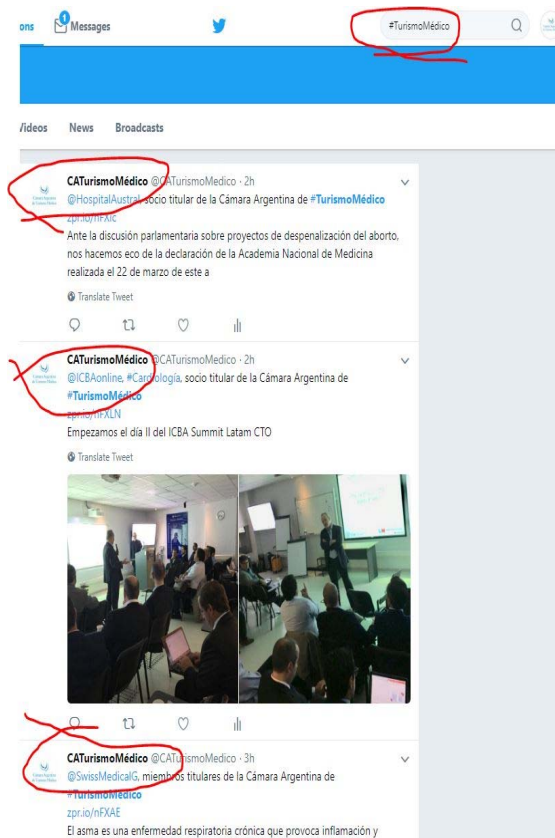 ons
1
Messages
#TurismoMédico
Videos News Broadcasts
CATurismoMédico @CATurismoMedico · 2h
@HospitalAustral, socio titular de la Cámara Argentina de #TurismoMédico
zpr.io/nFXic
Ante la discusión parlamentaria sobre proyectos de despenalización del aborto,
nos hacemos eco de la declaración de la Academia Nacional de Medicina
realizada el 22 de marzo de este a
Translate Tweet
CATurismoMédico @CATurismoMedico · 2h
@ICBAonline, #Cardiología, socio titular de la Cámara Argentina de
#TurismoMédico
zpr.io/nFXLN
Empezamos el día II del ICBA Summit Latam CTO
Translate Tweet
CATurismoMédico @CATurismoMedico · 3h
@SwissMedicalG, miembros titulares de la Cámara Argentina de
#TurismoMédico
zpr.io/nFXAE
El asma es una enfermedad respiratoria crónica que provoca inflamación y